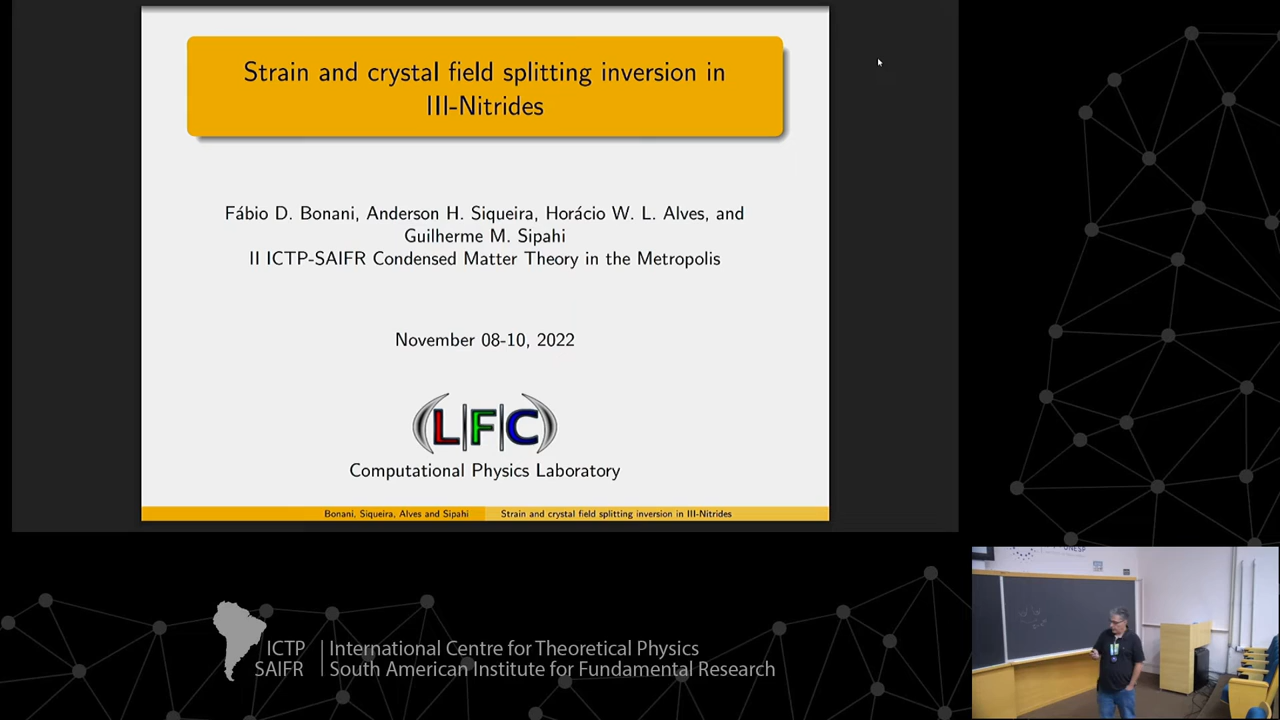 Strain and crystal field splitting inversion in
III-Nitrides
Fábio D. Bonani, Anderson H. Siqueira, Horácio W. L. Alves, and
Guilherme M. Sipahi
II ICTP-SAIFR Condensed Matter Theory in the Metropolis
November 08-10, 2022
(L|F|C)
Computational Physics Laboratory
Bonani, Siqueira, Alves and Sipahi Strain and crystal field splitting inversion in III-Nitrides
ICTP International Centre for Theoretical Physics
SAIFR South American Institute for Fundamental Research